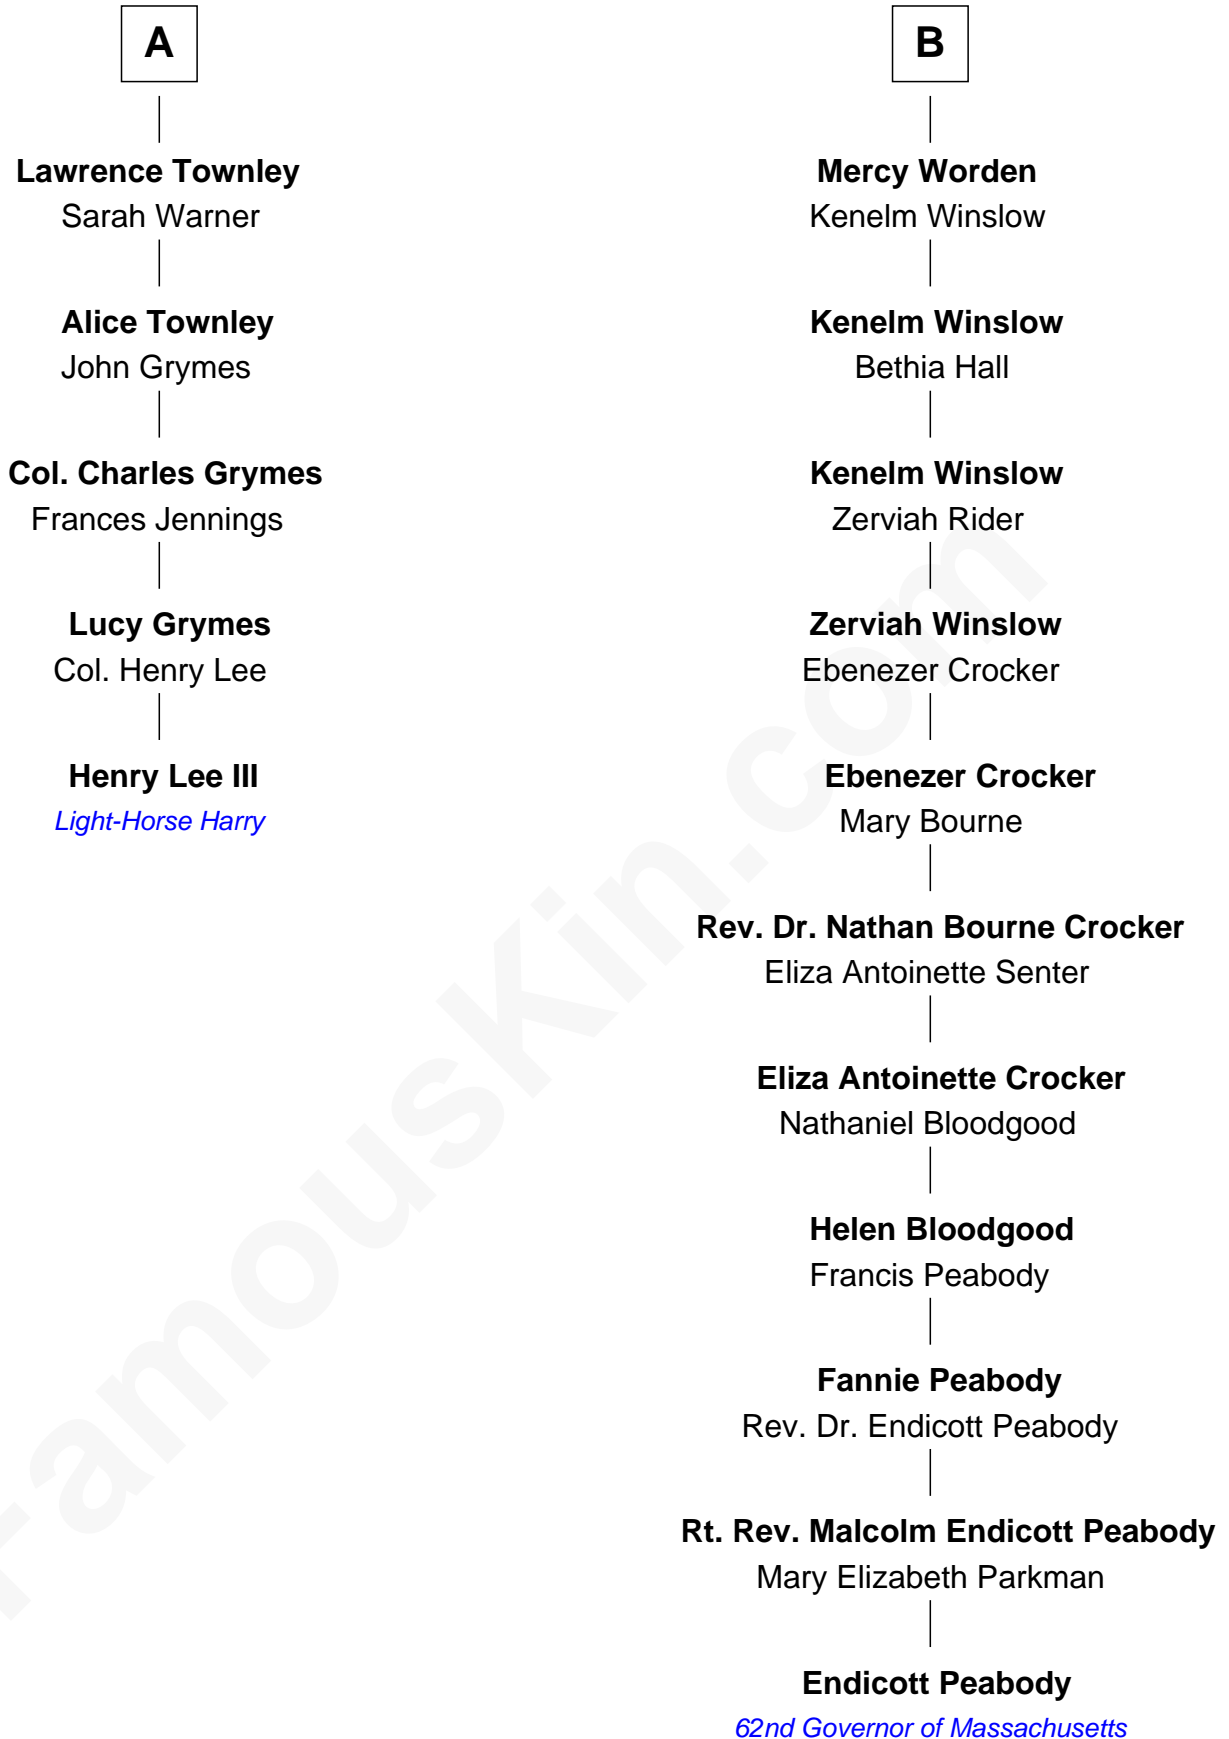 A
Lawrence Townley
Sarah Warner
Alice Townley
John Grymes
Col. Charles Grymes
Frances Jennings
Lucy Grymes
Col. Henry Lee
Henry Lee III
Light-Horse Harry
B
Mercy Worden
Kenelm Winslow
Kenelm Winslow
Bethia Hall
Kenelm Winslow
Zerviah Rider
Zerviah Winslow
Ebenezer Crocker
Ebenezer Crocker
Mary Bourne
Rev. Dr. Nathan Bourne Crocker
Eliza Antoinette Senter
Eliza Antoinette Crocker
Nathaniel Bloodgood
Helen Bloodgood
Francis Peabody
Fannie Peabody
Rev. Dr. Endicott Peabody
Rt. Rev. Malcolm Endicott Peabody
Mary Elizabeth Parkman
Endicott Peabody
62nd Governor of Massachusetts
FamousKin.com